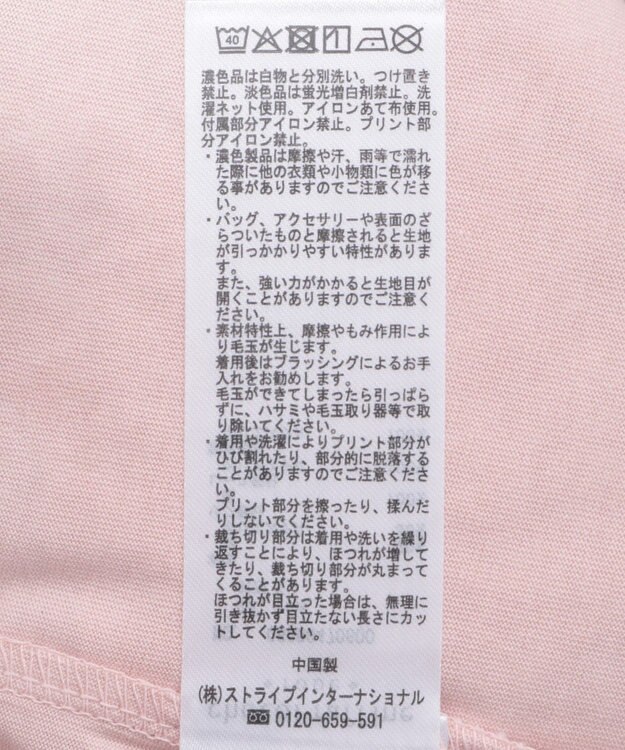 40
濃色品は白物と分別洗い。つけ置き
禁止。淡色品は蛍光増白剤禁止。洗
濯ネット使用。アイロンあて布使用。
付属部分アイロン禁止。プリント部
分アイロン禁止。
・濃色製品は摩擦や汗、雨等で濡れ
た際に他の衣類や小物類に色が移
る事がありますのでご注意くださ
い。
・バッグ、アクセサリーや表面のざ
らついたものと摩擦されると生地
が引っかかりやすい特性がありま
す。
また、強い力がかかると生地目が
開くことがありますのでご注意く
ださい。
・素材特性上、摩擦やもみ作用によ
り毛玉が生じます。
着用後はブラッシングによるお手
入れをお勧めします。
毛玉ができてしまったら引っぱら
ずに、ハサミや毛玉取り器等で取
り除いてください。
・着用や洗濯によりプリント部分が
ひび割れたり、部分的に脱落する
ことがありますのでご注意くださ
い。
プリント部分を擦ったり、揉んだ
りしないでください。
・裁ち切り部分は着用や洗いを繰り
返すことにより、ほつれが増して
きたり、裁ち切り部分が丸まって
くることがあります。
ほつれが目立った場合は、無理に
引き抜かず目立たない長さにカッ
トしてください。
中国製
(株)ストライプインターナショナル
0120-659-591